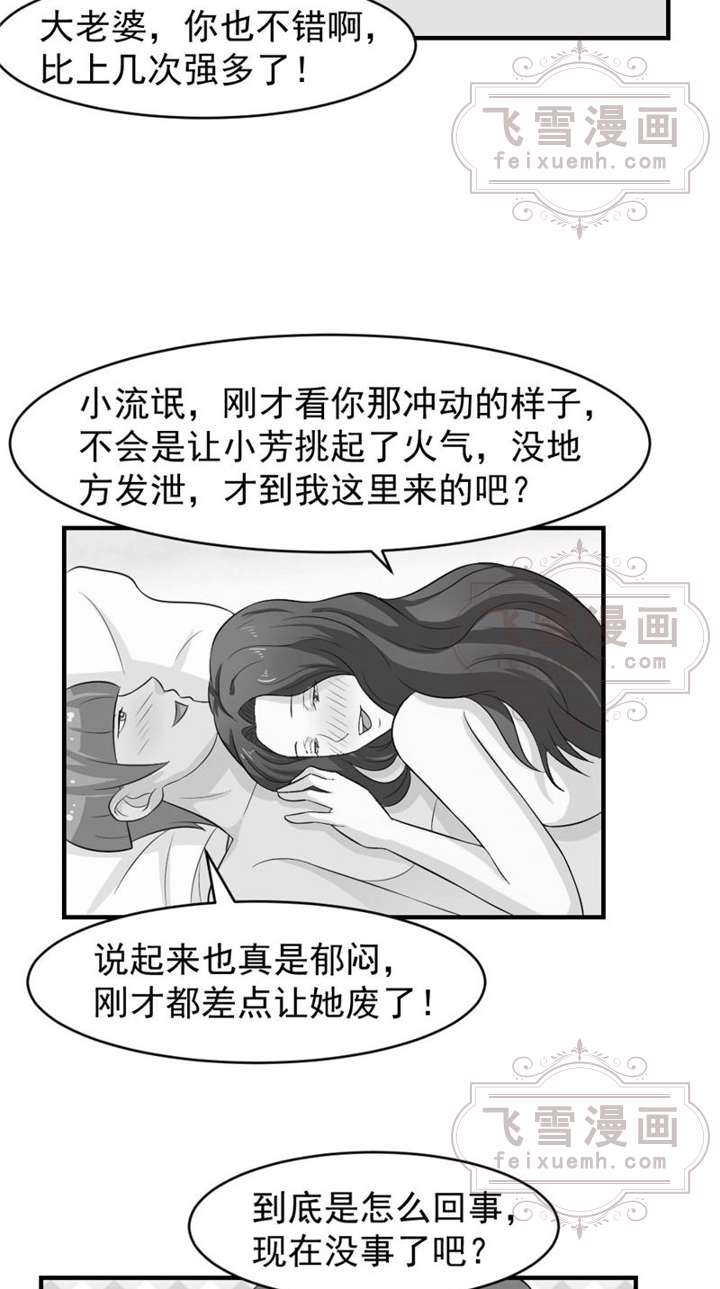 大老婆，你也不错啊，
比上几次强多了！
飞雪漫画
feixuemh.com
小流氓，刚才看你那冲动的样子，
不会是让小芳挑起了火气，没地
方发泄，才到我这里来的吧？
飞雪漫画
说起来也真是郁闷，
刚才都差点让她废了！
飞雪漫画
feixuemh.com
到底是怎么回事，
现在没事了吧？